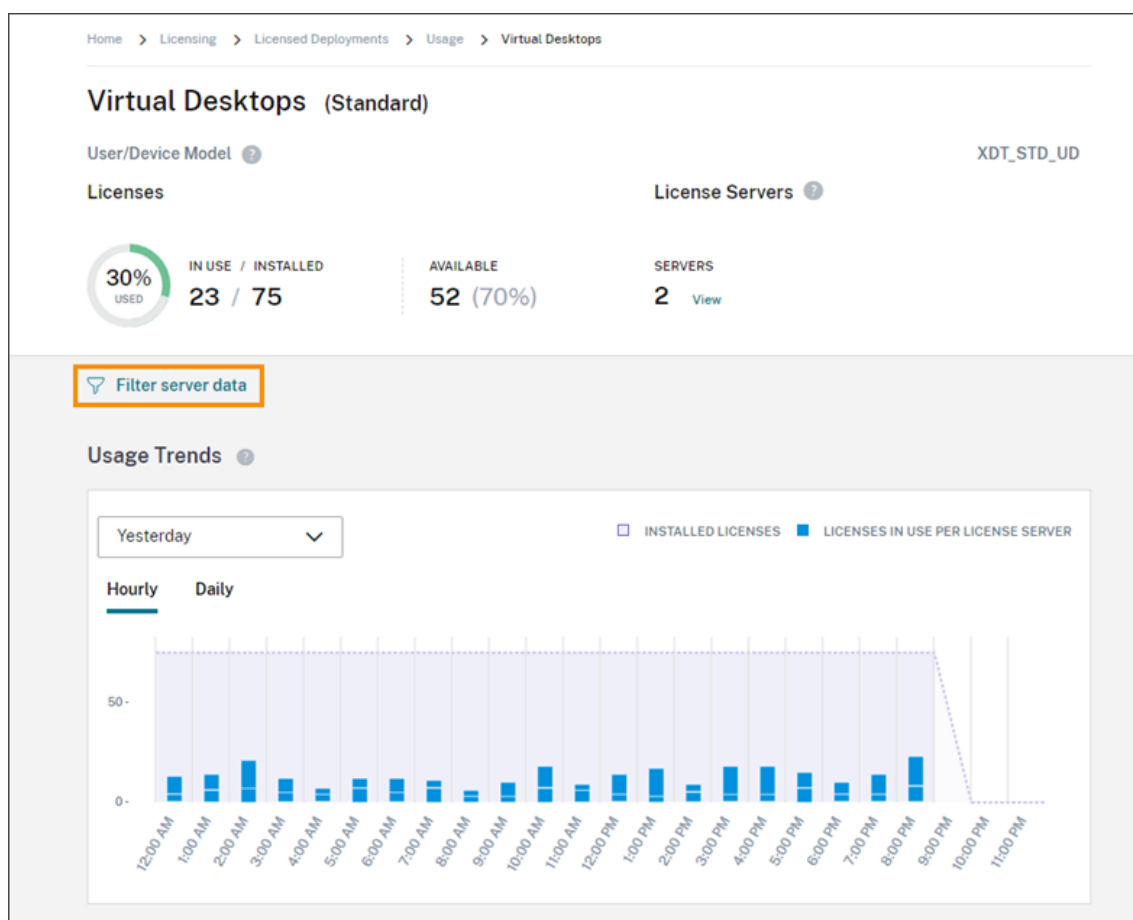 Home > Licensing > Licensed Deployments > Usage > Virtual Desktops
Virtual Desktops (Standard)
User/Device Model ? XDT_STD_UD
Licenses License Servers ?
30%
USED
IN USE / INSTALLED AVAILABLE SERVERS
23 / 75 52 (70%) 2 View
Filter server data
Usage Trends ?
Yesterday INSTALLED LICENSES LICENSES IN USE PER LICENSE SERVER
Hourly Daily
50-
0-
12:00 AM 1:00 AM 2:00 AM 3:00 AM 4:00 AM 5:00 AM 6:00 AM 7:00 AM 8:00 AM 9:00 AM 10:00 AM 11:00 AM 12:00 PM 1:00 PM 2:00 PM 3:00 PM 4:00 PM 5:00 PM 6:00 PM 7:00 PM 8:00 PM 9:00 PM 10:00 PM 11:00 PM